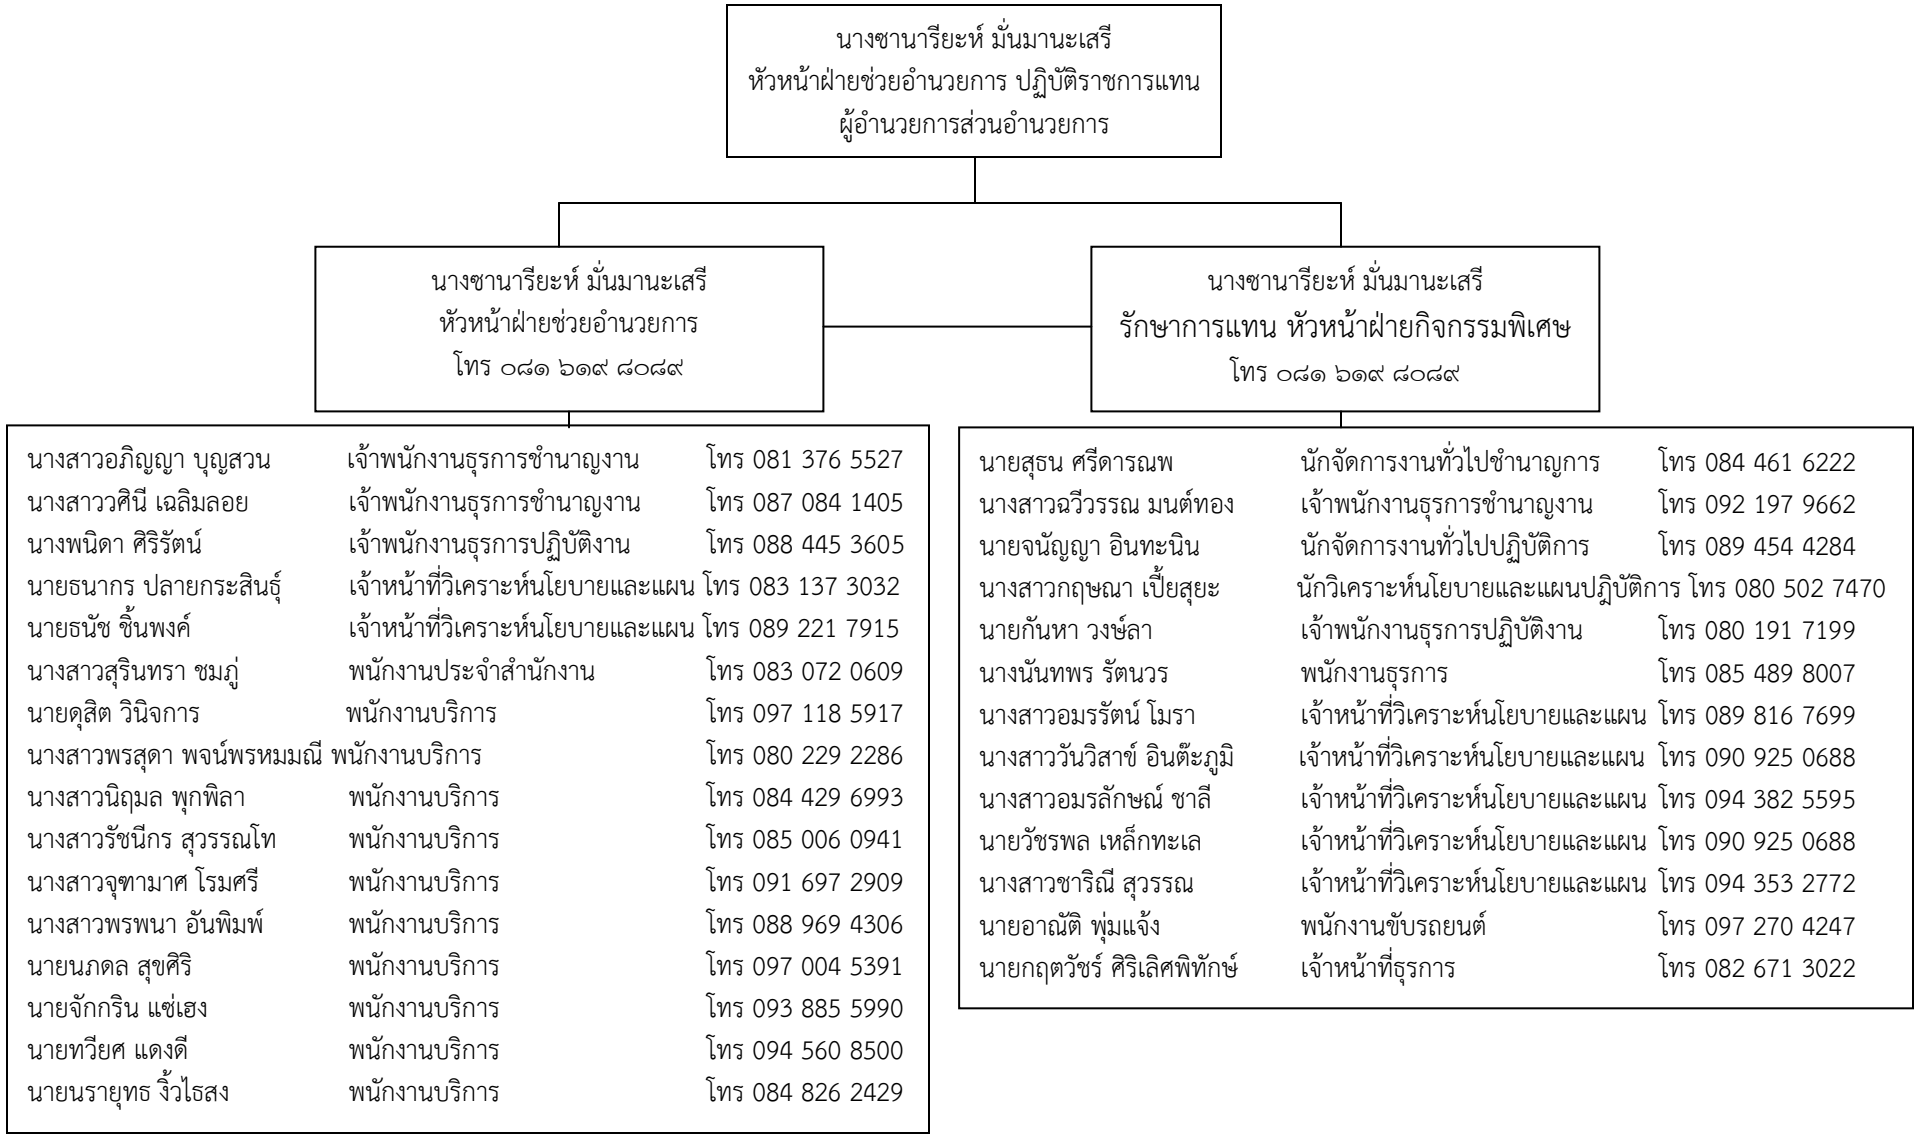 นางซานารียะห์ มั่นมานะเสรี
หัวหน้าฝ่ายช่วยอำนวยการ ปฏิบัติราชการแทน
ผู้อำนวยการส่วนอำนวยการ
นางซานารียะห์ มั่นมานะเสรี
หัวหน้าฝ่ายช่วยอำนวยการ
โทร ๐๘๑ ๖๑๙ ๘๐๘๙
นางซานารียะห์ มั่นมานะเสรี
รักษาการแทน หัวหน้าฝ่ายกิจกรรมพิเศษ
โทร ๐๘๑ ๖๑๙ ๘๐๘๙
นางสาวอภิญญา บุญสวน เจ้าพนักงานธุรการชำนาญงาน โทร 081 376 5527
นางสาววศินี เฉลิมลอย เจ้าพนักงานธุรการชำนาญงาน โทร 087 084 1405
นางพนิดา ศิริรัตน์ เจ้าพนักงานธุรการปฏิบัติงาน โทร 088 445 3605
นายธนากร ปลายกระสินธุ์ เจ้าหน้าที่วิเคราะห์นโยบายและแผน โทร 083 137 3032
นายธนัช ชิ้นพงค์ เจ้าหน้าที่วิเคราะห์นโยบายและแผน โทร 089 221 7915
นางสาวสุรินทรา ชมภู่ พนักงานประจำสำนักงาน โทร 083 072 0609
นายดุสิต วินิจการ พนักงานบริการ โทร 097 118 5917
นางสาวพรสุดา พจน์พรหมมณี พนักงานบริการ โทร 080 229 2286
นางสาวนิฤมล พุกพิลา พนักงานบริการ โทร 084 429 6993
นางสาวรัชนีกร สุวรรณโท พนักงานบริการ โทร 085 006 0941
นางสาวจุฑามาศ โรมศรี พนักงานบริการ โทร 091 697 2909
นางสาวพรพนา อันพิมพ์ พนักงานบริการ โทร 088 969 4306
นายนภดล สุขศิริ พนักงานบริการ โทร 097 004 5391
นายจักกริน แซ่เฮง พนักงานบริการ โทร 093 885 5990
นายทวียศ แดงดี พนักงานบริการ โทร 094 560 8500
นายนรายุทธ งิ้วไธสง พนักงานบริการ โทร 084 826 2429
นายสุธน ศรีดารณพ นักจัดการงานทั่วไปชำนาญการ โทร 084 461 6222
นางสาวฉวีวรรณ มนต์ทอง เจ้าพนักงานธุรการชำนาญงาน โทร 092 197 9662
นายจนัญญา อินทะนิน นักจัดการงานทั่วไปปฏิบัติการ โทร 089 454 4284
นางสาวกฤษณา เปี้ยสุยะ นักวิเคราะห์นโยบายและแผนปฎิบัติการ โทร 080 502 7470
นายกันหา วงษ์ลา เจ้าพนักงานธุรการปฏิบัติงาน โทร 080 191 7199
นางนันทพร รัตนวร พนักงานธุรการ โทร 085 489 8007
นางสาวอมรรัตน์ โมรา เจ้าหน้าที่วิเคราะห์นโยบายและแผน โทร 089 816 7699
นางสาววันวิสาข์ อินต๊ะภูมิ เจ้าหน้าที่วิเคราะห์นโยบายและแผน โทร 090 925 0688
นางสาวอมรลักษณ์ ชาลี เจ้าหน้าที่วิเคราะห์นโยบายและแผน โทร 094 382 5595
นายวัชรพล เหล็กทะเล เจ้าหน้าที่วิเคราะห์นโยบายและแผน โทร 090 925 0688
นางสาวชาริณี สุวรรณ เจ้าหน้าที่วิเคราะห์นโยบายและแผน โทร 094 353 2772
นายอาณัติ พุ่มแจ้ง พนักงานขับรถยนต์ โทร 097 270 4247
นายกฤตวัชร์ ศิริเลิศพิทักษ์ เจ้าหน้าที่ธุรการ โทร 082 671 3022